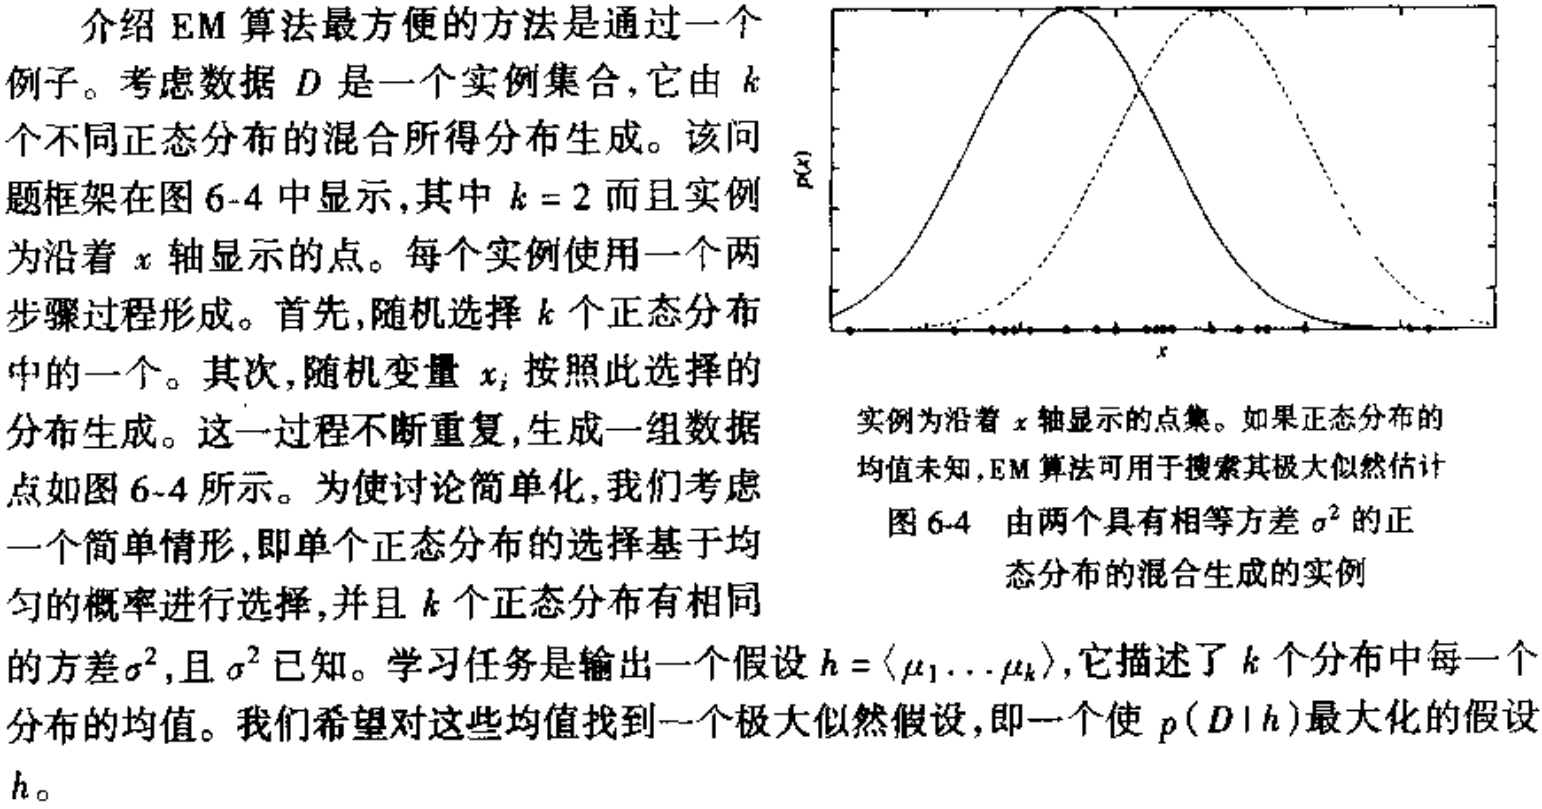 介绍 EM 算法最方便的方法是通过一个
例子。考虑数据 D 是一个实例集合,它由 k
个不同正态分布的混合所得分布生成。该问
题框架在图 6-4 中显示,其中 k = 2 而且实例
为沿着 x 轴显示的点。每个实例使用一个两
步骤过程形成。首先,随机选择 k 个正态分布
中的一个。其次,随机变量 xᵢ 按照此选择的
分布生成。这一过程不断重复,生成一组数据
点如图 6-4 所示。为使讨论简单化,我们考虑
一个简单情形,即单个正态分布的选择基于均
匀的概率进行选择,并且 k 个正态分布有相同
的方差σ²,且 σ² 已知。学习任务是输出一个假设 h = ⟨μ₁...μₖ⟩,它描述了 k 个分布中每一个
分布的均值。我们希望对这些均值找到一个极大似然假设,即一个使 p(D|h)最大化的假设
h。
p(x)
x
实例为沿着 x 轴显示的点集。如果正态分布的
均值未知,EM 算法可用于搜索其极大似然估计
图 6-4 由两个具有相等方差 σ² 的正
态分布的混合生成的实例